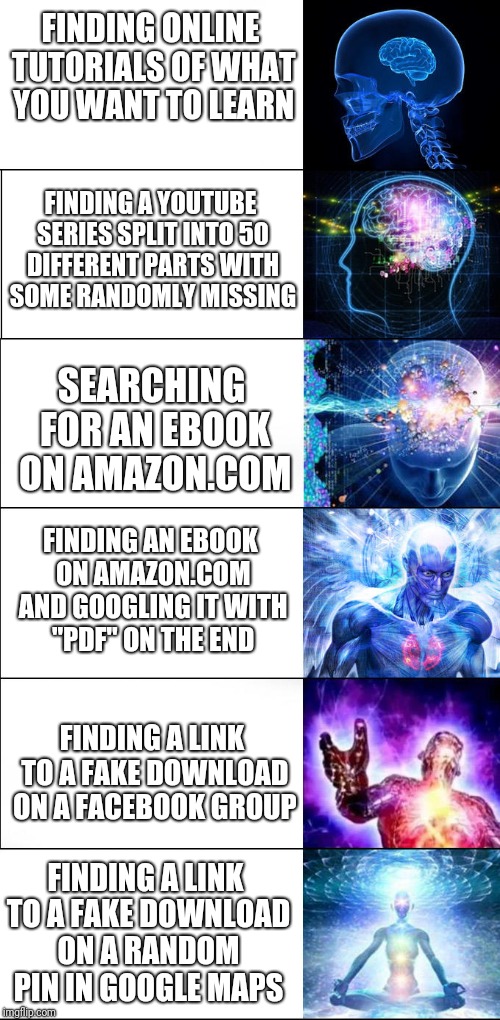 FINDING ONLINE
TUTORIALS OF WHAT
YOU WANT TO LEARN
FINDING A YOUTUBE
SERIES SPLIT INTO 50
DIFFERENT PARTS WITH
SOME RANDOMLY MISSING
SEARCHING
FOR AN EBOOK
ON AMAZON.COM
FINDING AN EBOOK
ON AMAZON.COM
AND GOOGLING IT WITH
"PDF" ON THE END
FINDING A LINK
TO A FAKE DOWNLOAD
ON A FACEBOOK GROUP
FINDING A LINK
TO A FAKE DOWNLOAD
ON A RANDOM
PIN IN GOOGLE MAPS
imgflip.com